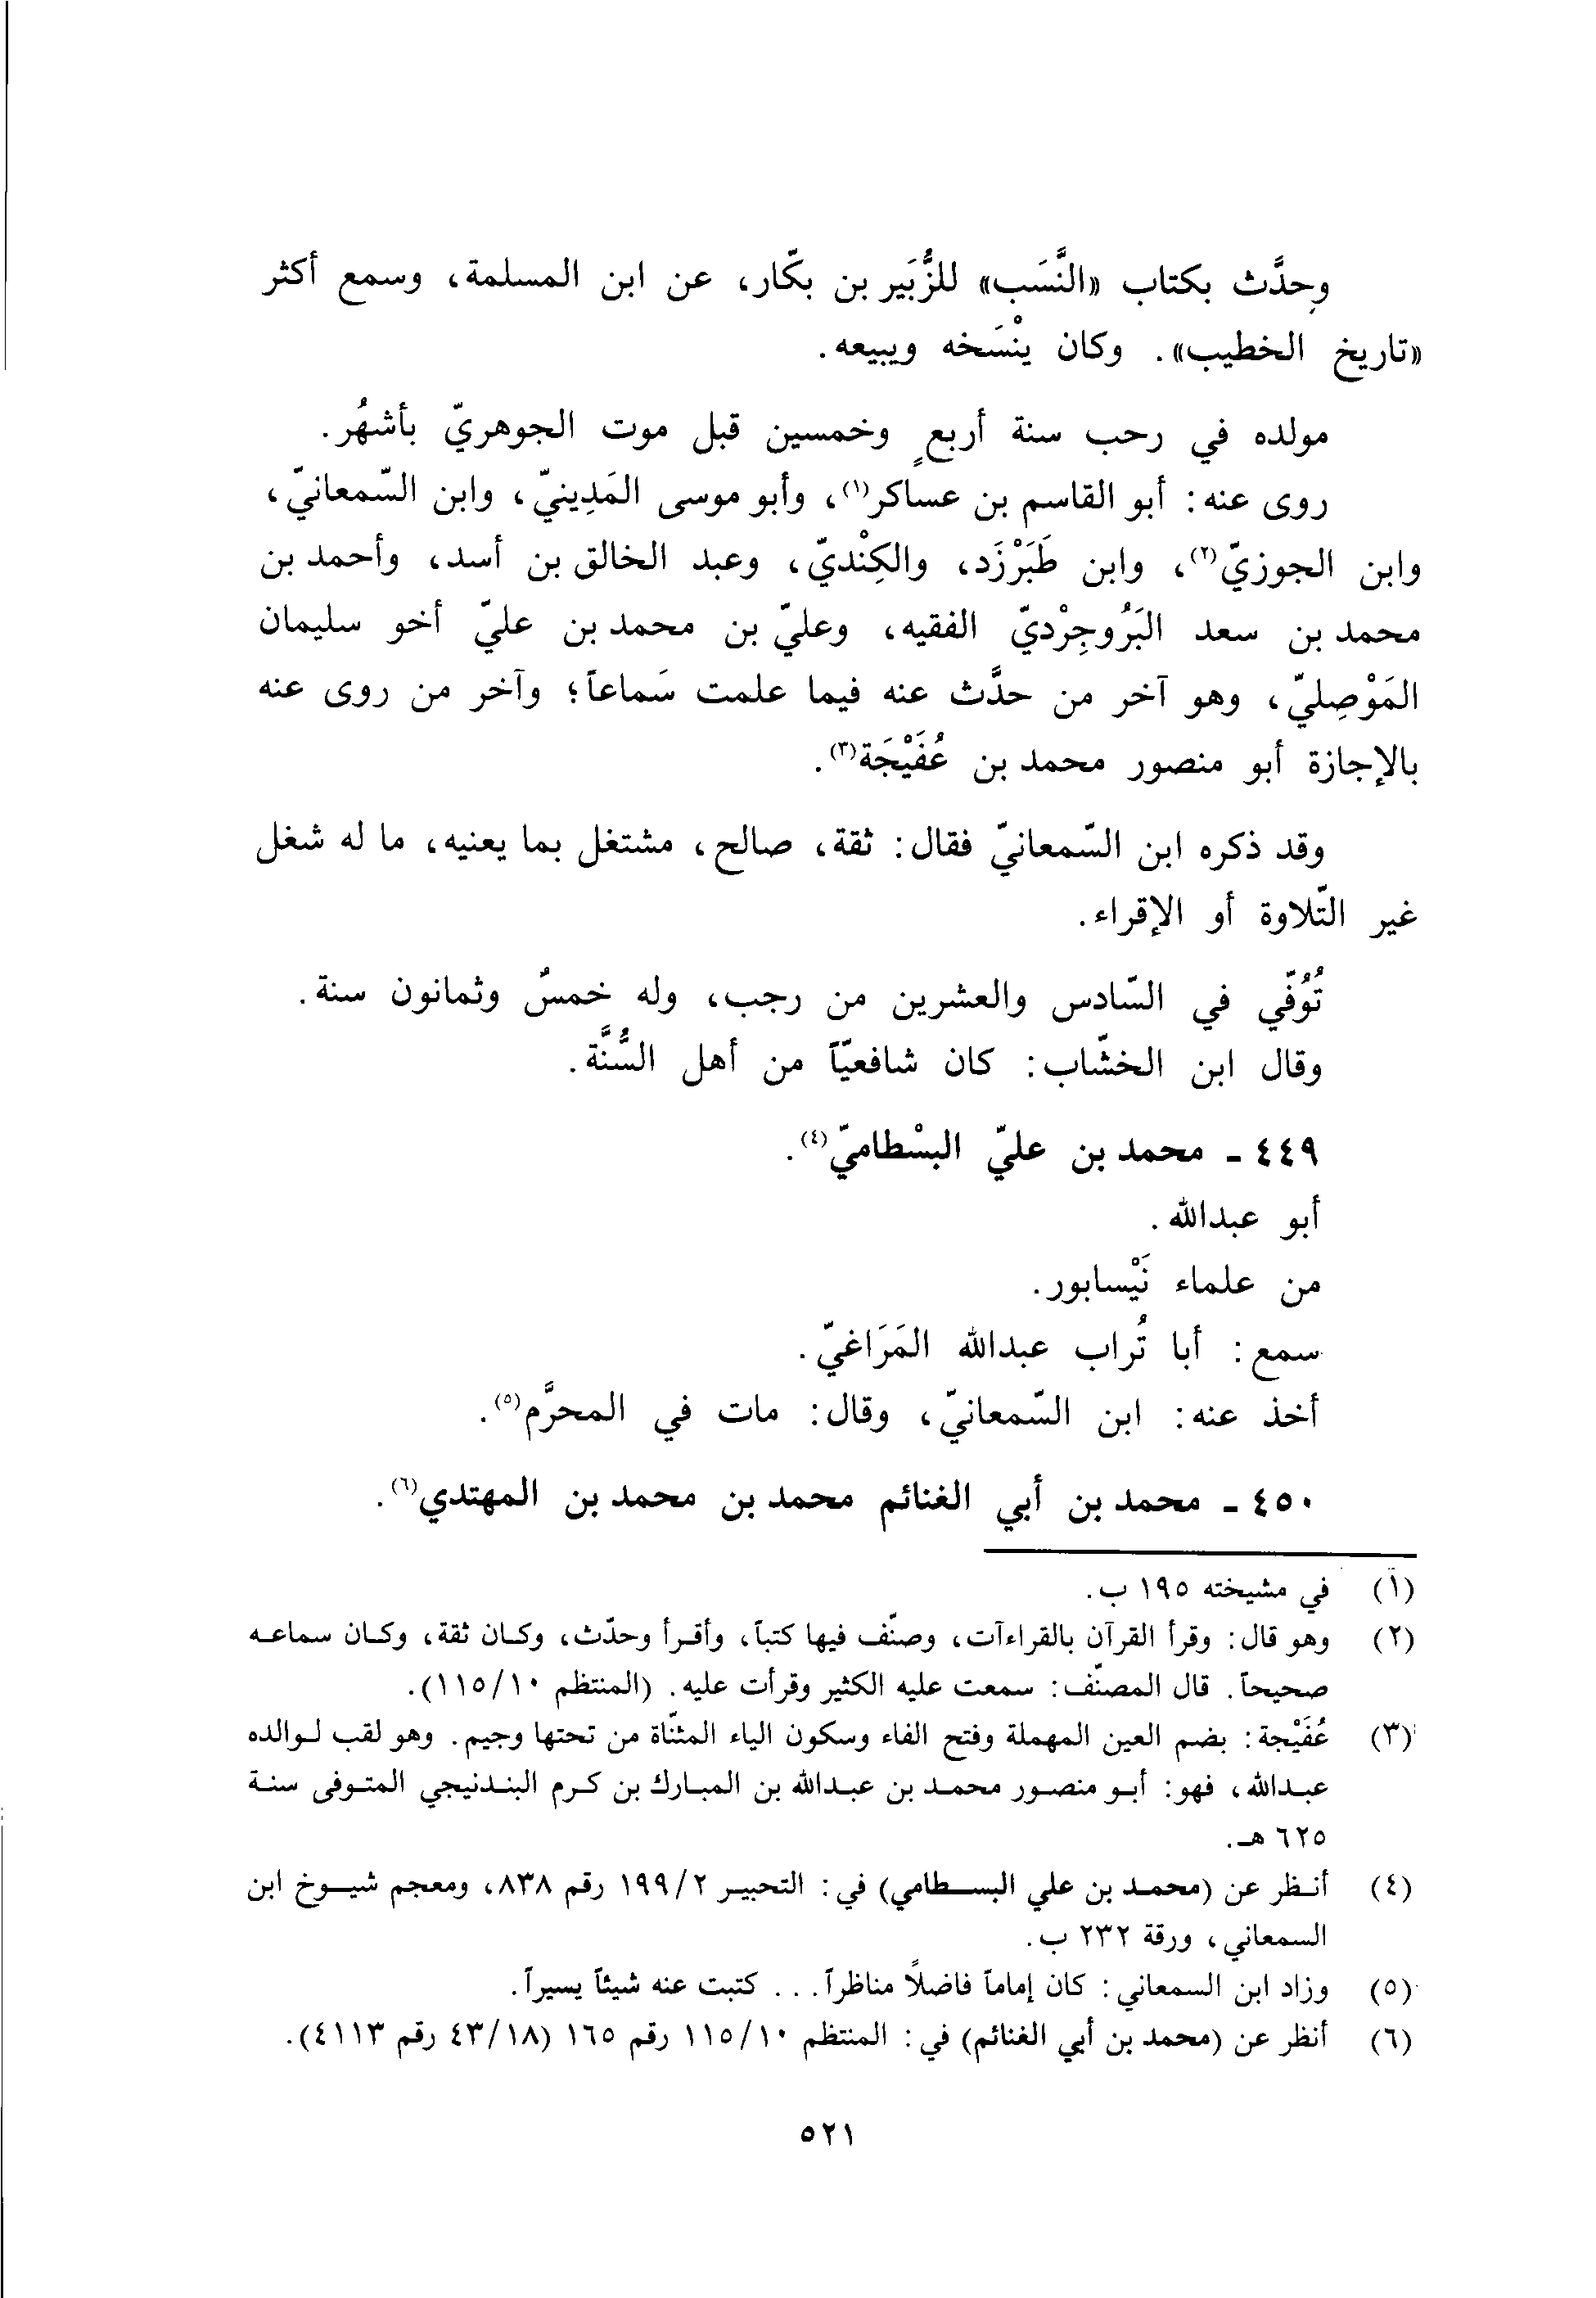 وحدَّث بكتاب «النَّسَب» للزُّبَير بن بكّار، عن ابن المسلمة، وسمع أكثر
«تاريخ الخطيب». وكان ينْسَخه ويبيعه.
مولده في رحب سنة أربعٍ وخمسين قبل موت الجوهريّ بأشهُر.
روى عنه: أبو القاسم بن عساكر(١)، وأبو موسى المَدِينيّ، وابن السّمعانيّ،
وابن الجوزيّ(٢)، وابن طَبَرْزَد، والكِنْديّ، وعبد الخالق بن أسد، وأحمد بن
محمد بن سعد البَرُوجِرْديّ الفقيه، وعليّ بن محمد بن عليّ أخو سليمان
المَوْصِليّ، وهو آخر من حدَّث عنه فيما علمت سَماعاً؛ وآخر من روى عنه
بالإجازة أبو منصور محمد بن عُفَيْجَة(٣).
وقد ذكره ابن السّمعانيّ فقال: ثقة، صالح، مشتغل بما يعنيه، ما له شغل
غير التّلاوة أو الإقراء.
تُوُفّي في السّادس والعشرين من رجب، وله خمسٌ وثمانون سنة.
وقال ابن الخشّاب: كان شافعيّاً من أهل السُّنَّة.
٤٤٩ ـ محمد بن عليّ البسْطاميّ(٤).
أبو عبدالله.
من علماء نَيْسابور.
سمع: أبا تُراب عبدالله المَرَاغيّ.
أخذ عنه: ابن السّمعانيّ، وقال: مات في المحرَّم(٥).
٤٥٠ ـ محمد بن أبي الغنائم محمد بن محمد بن المهتدي(٦).
(١) في مشيخته ١٩٥ ب.
(٢) وهو قال: وقرأ القرآن بالقراءآت، وصنّف فيها كتباً، وأقرأ وحدّث، وكان ثقة، وكان سماعه
صحيحاً. قال المصنّف: سمعت عليه الكثير وقرأت عليه. (المنتظم ١١٥/١٠).
(٣) عُفَيْجة: بضم العين المهملة وفتح الفاء وسكون الياء المثنّاة من تحتها وجيم. وهو لقب لوالده
عبدالله، فهو: أبو منصور محمد بن عبدالله بن المبارك بن كرم البندنيجي المتوفى سنة
٦٢٥ هـ.
(٤) أنظر عن (محمد بن علي البسطامي) في: التحبير ١٩٩/٢ رقم ٨٣٨، ومعجم شيوخ ابن
السمعاني، ورقة ٢٣٢ ب.
(٥) وزاد ابن السمعاني: كان إماماً فاضلًا مناظراً... كتبت عنه شيئاً يسيراً.
(٦) أنظر عن (محمد بن أبي الغنائم) في: المنتظم ١١٥/١٠ رقم ١٦٥ (٤٣/١٨ رقم ٤١١٣).
٥٢١